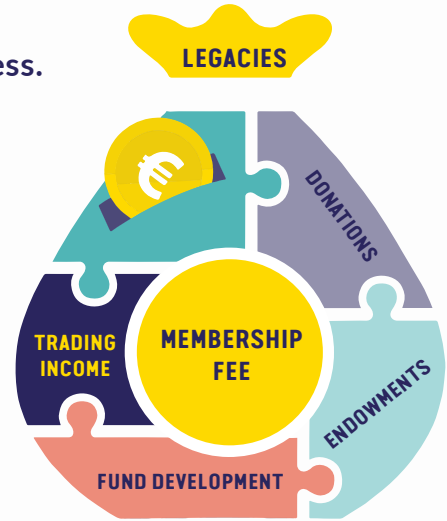 ess.
LEGACIES
€
DONATIONS
TRADING
INCOME
MEMBERSHIP
FEE
ENDOWMENTS
FUND DEVELOPMENT